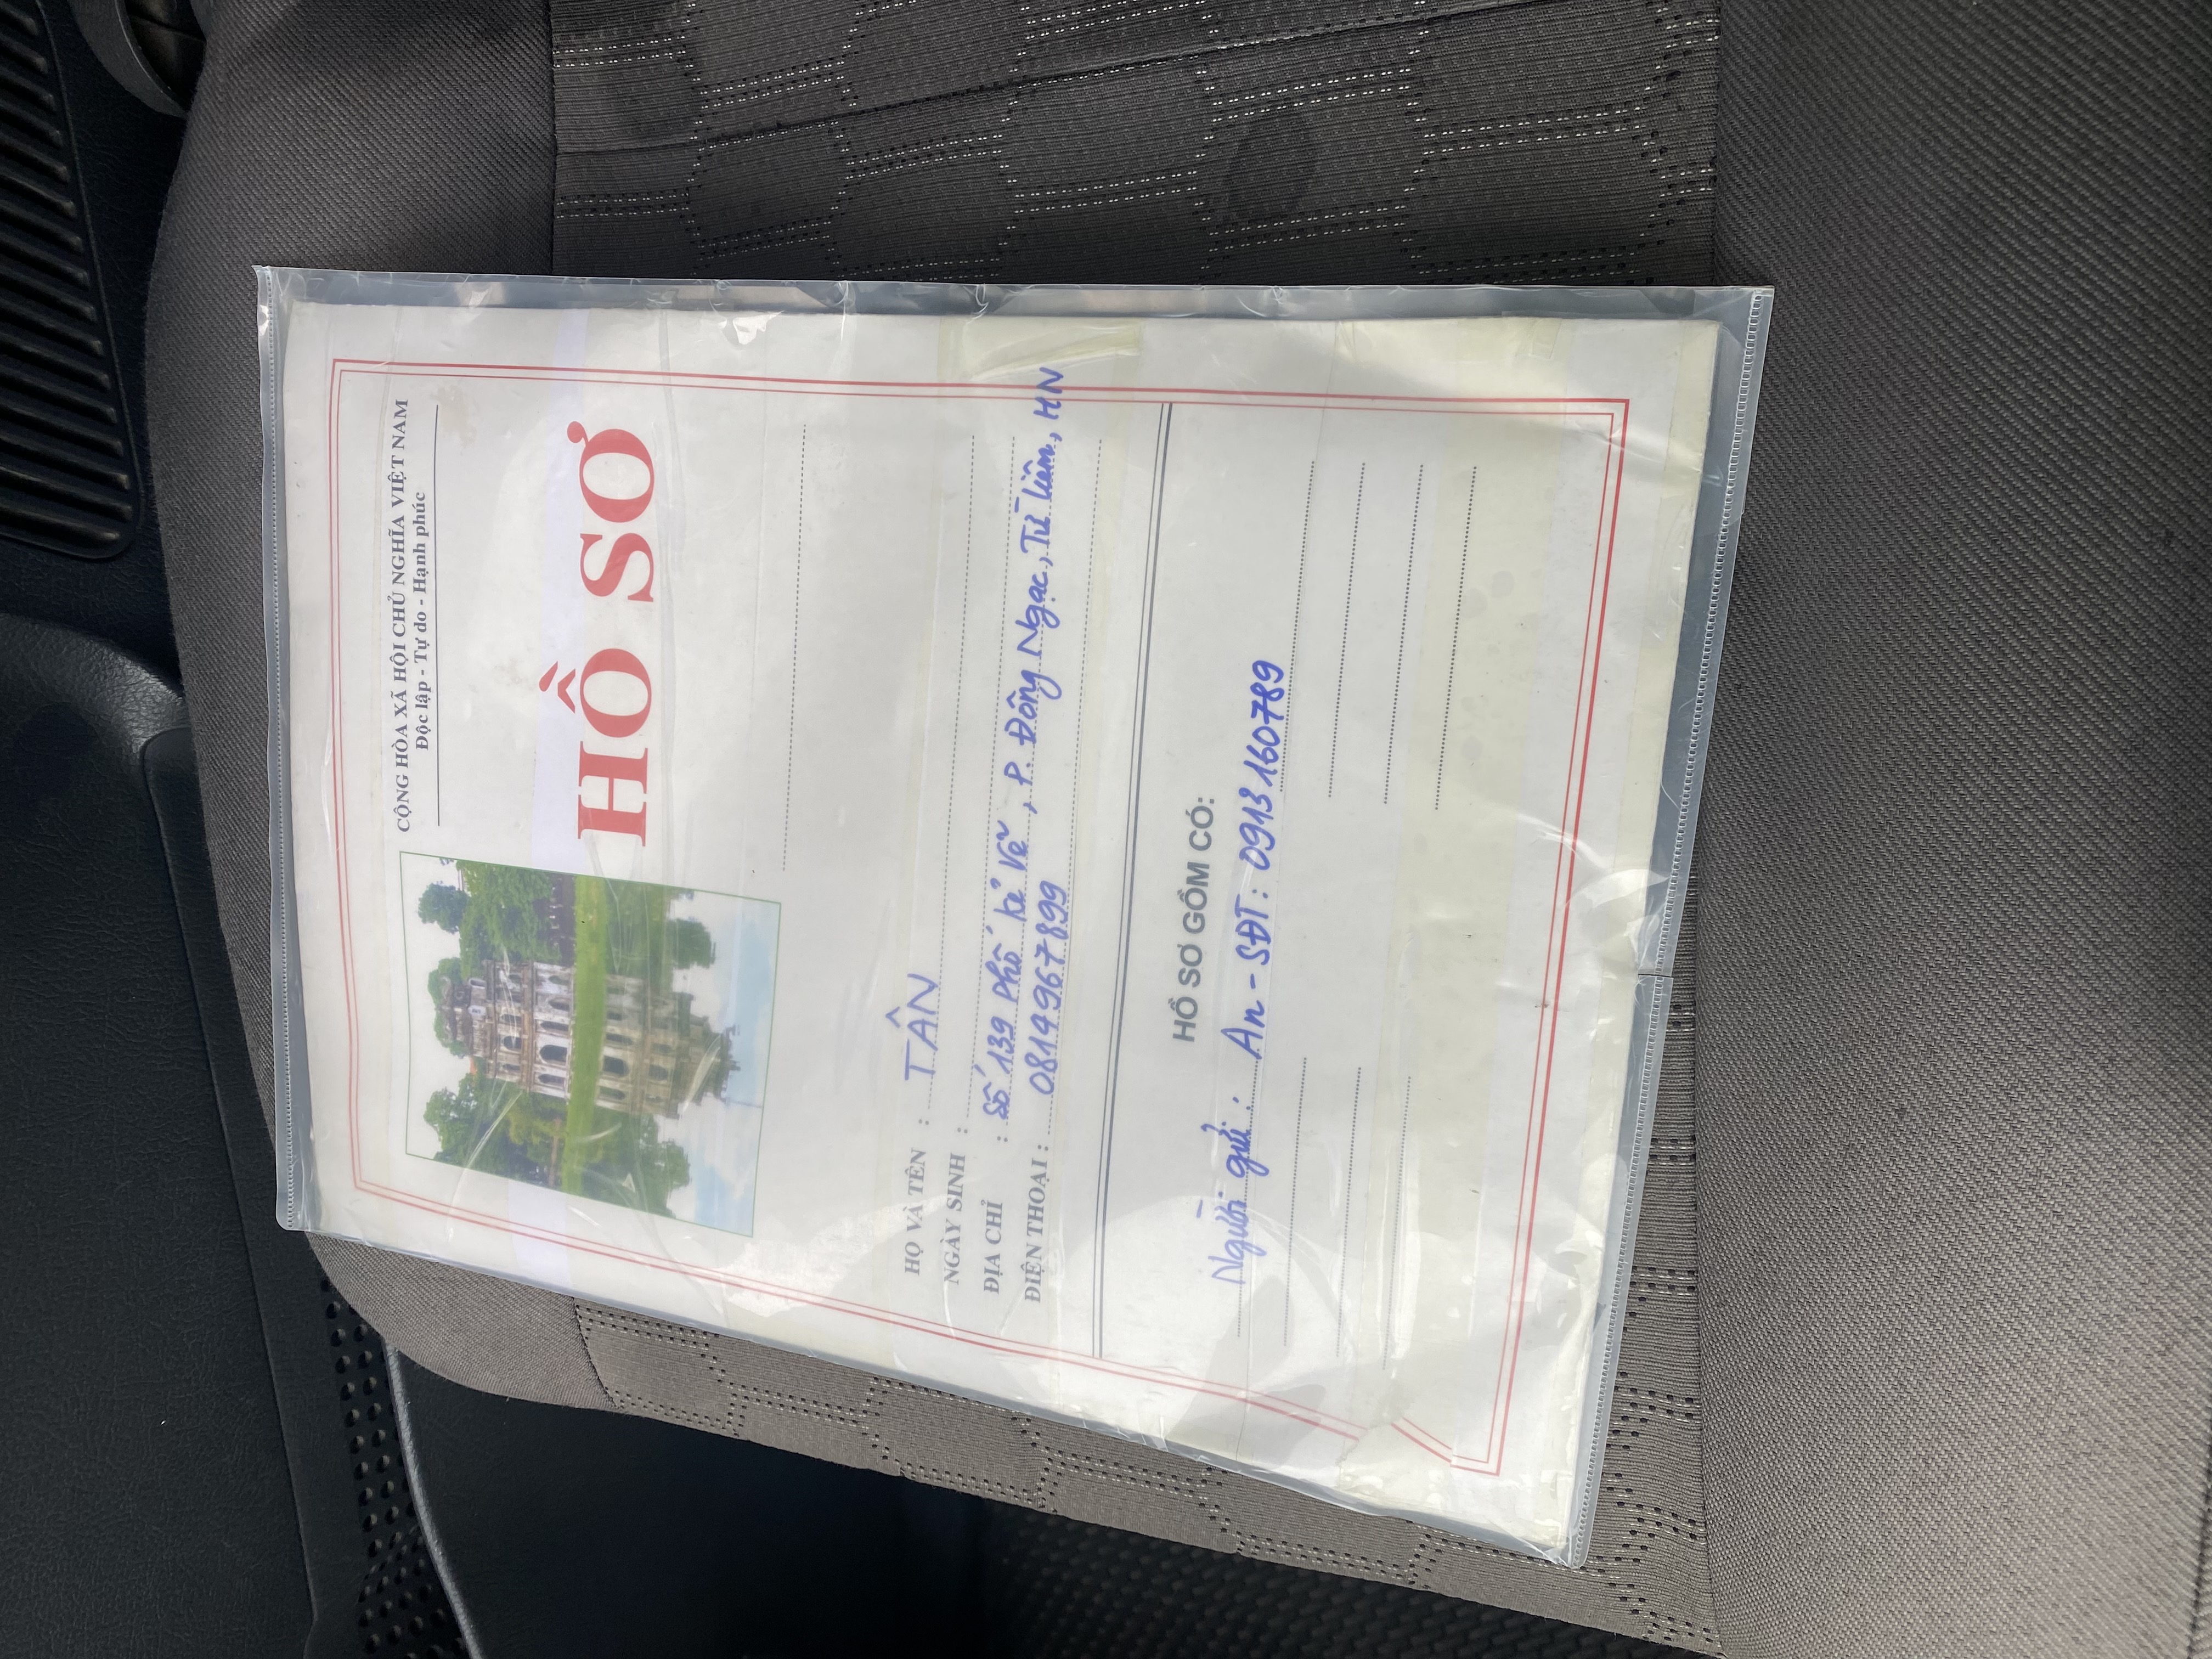 CỘNG HÒA XÃ HỘI CHỦ NGHĨA VIỆT NAM
Độc lập - Tự do - Hạnh phúc
HỒ SƠ
HỌ VÀ TÊN : TÂN
NGÀY SINH :
ĐỊA CHỈ : Số 139 phố kẻ Vẽ, P. Đông Ngạc, Từ Liêm, HN
ĐIỆN THOẠI : 0814967899
HỒ SƠ GỒM CÓ:
Người gửi: An - SĐT: 0913160789